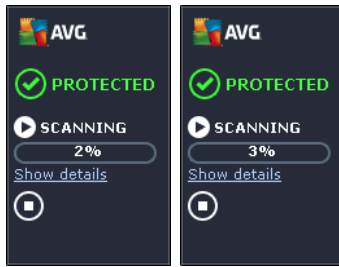 AVG
PROTECTED
SCANNING
2%
Show details
AVG
PROTECTED
SCANNING
3%
Show details